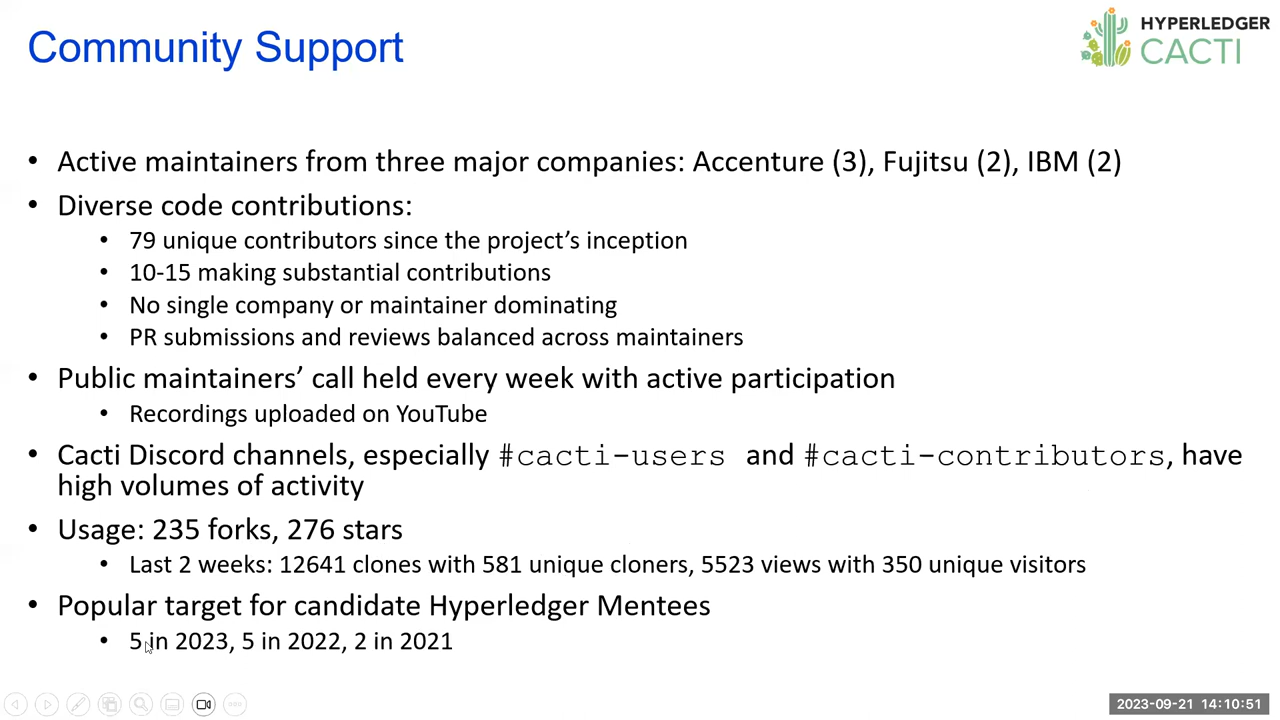 Community Support
HYPERLEDGER
CACTI
• Active maintainers from three major companies: Accenture (3), Fujitsu (2), IBM (2)
• Diverse code contributions:
• 79 unique contributors since the project’s inception
• 10-15 making substantial contributions
• No single company or maintainer dominating
• PR submissions and reviews balanced across maintainers
• Public maintainers’ call held every week with active participation
• Recordings uploaded on YouTube
• Cacti Discord channels, especially #cacti-users and #cacti-contributors, have
high volumes of activity
• Usage: 235 forks, 276 stars
• Last 2 weeks: 12641 clones with 581 unique cloners, 5523 views with 350 unique visitors
• Popular target for candidate Hyperledger Mentees
• 5 in 2023, 5 in 2022, 2 in 2021
2023-09-21 14:10:51